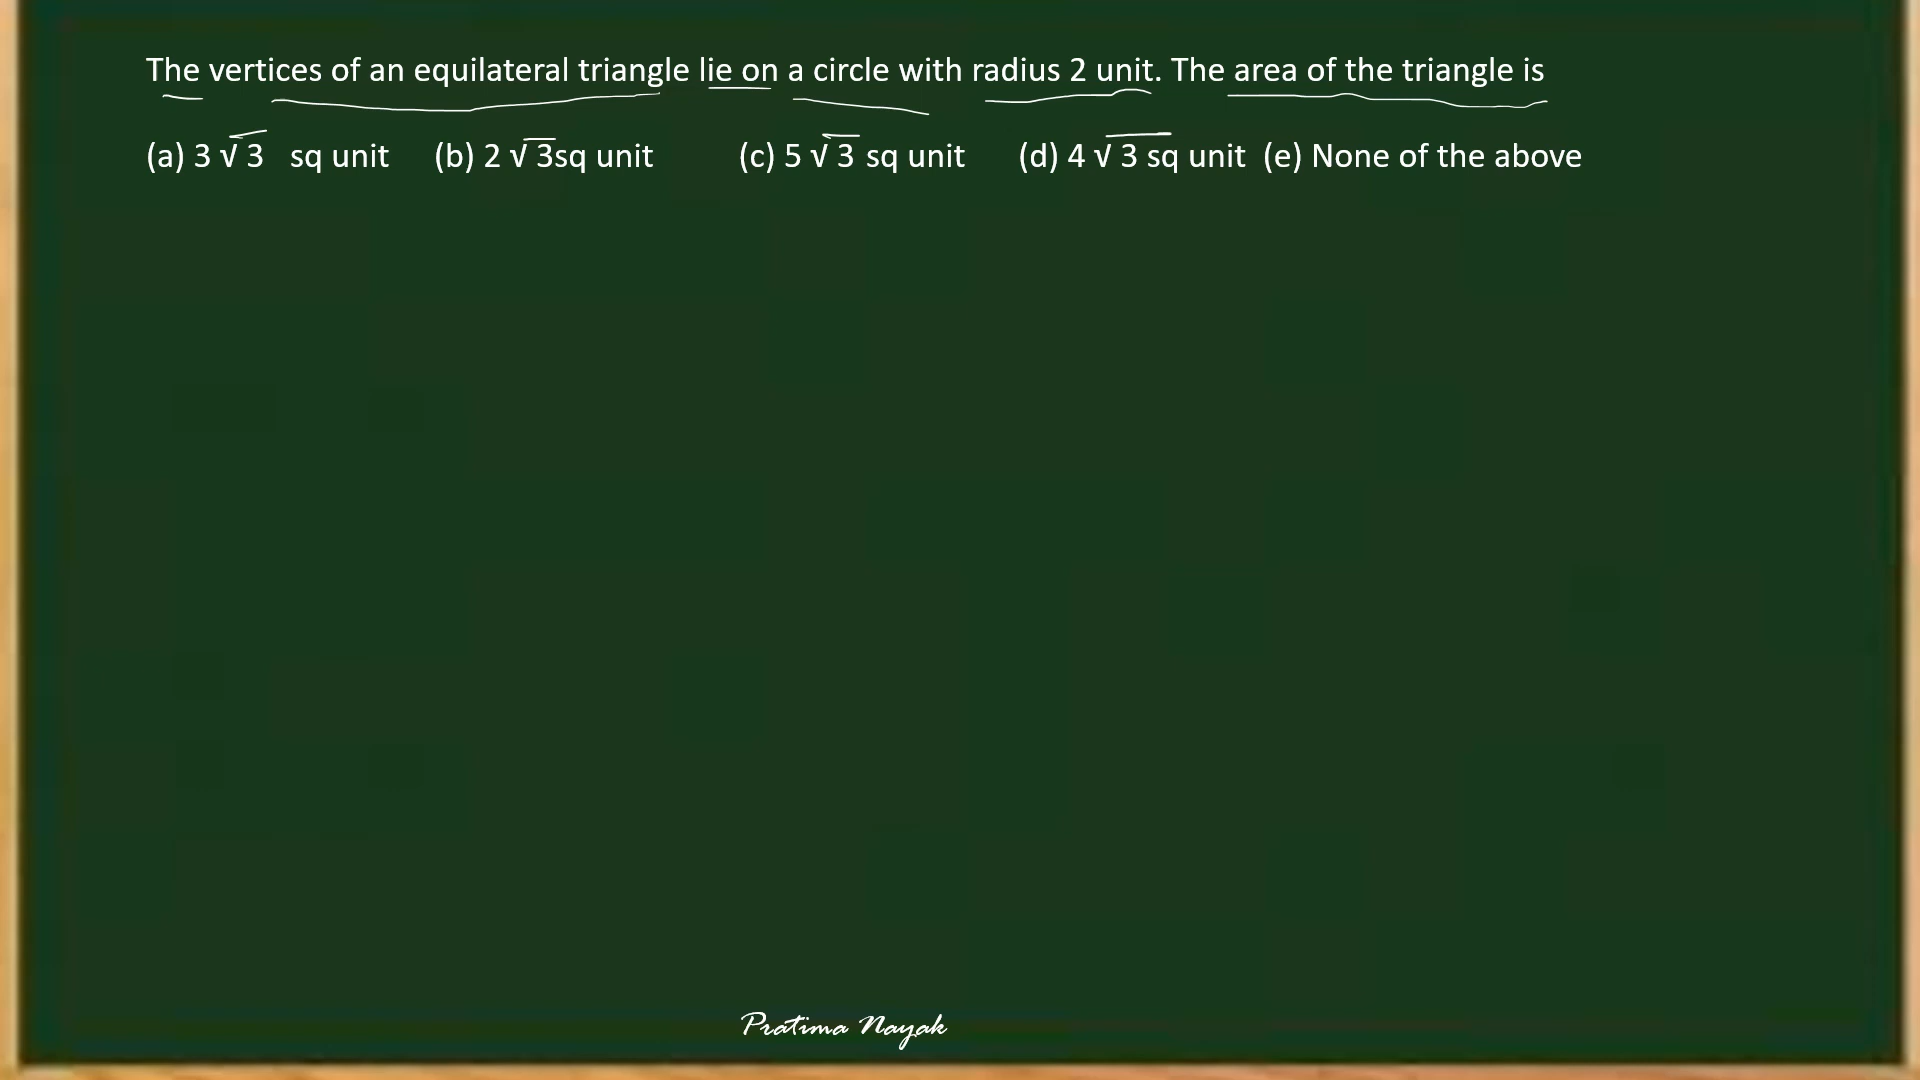 The vertices of an equilateral triangle lie on a circle with radius 2 unit. The area of the triangle is
(a) 3 √ 3 sq unit (b) 2 √ 3sq unit (c) 5 √ 3 sq unit (d) 4 √ 3 sq unit (e) None of the above
Pratima Nayak